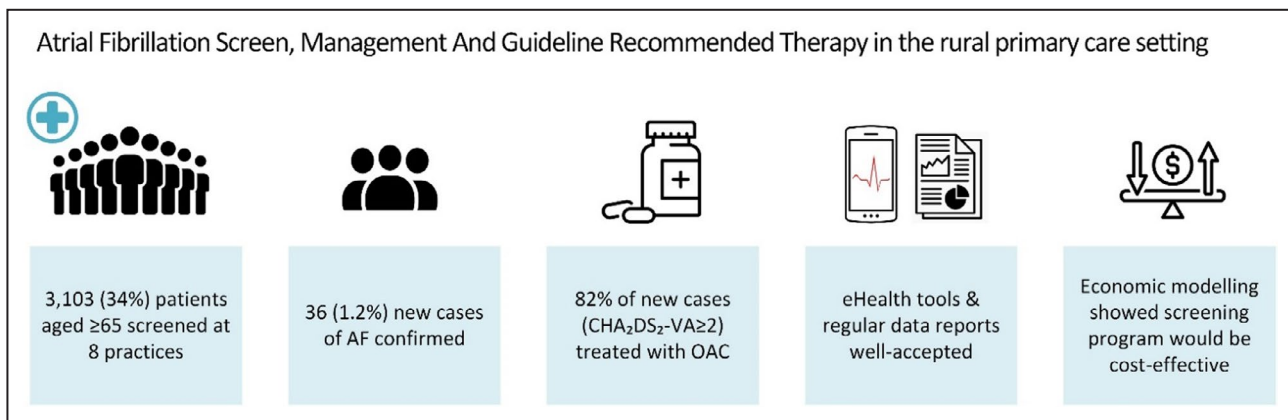 Atrial Fibrillation Screen, Management And Guideline Recommended Therapy in the rural primary care setting
3,103 (34%) patients
aged ≥65 screened at
8 practices
36 (1.2%) new cases
of AF confirmed
82% of new cases
(CHA₂DS₂-VA≥2)
treated with OAC
eHealth tools &
regular data reports
well-accepted
Economic modelling
showed screening
program would be
cost-effective